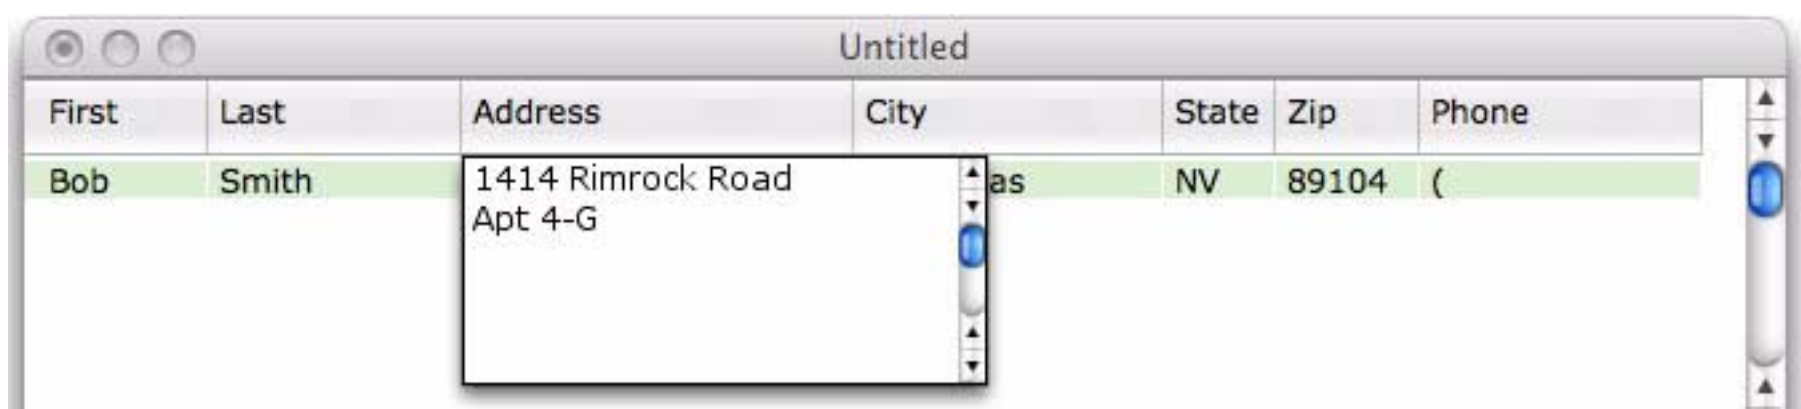 Untitled
First Last Address City State Zip Phone
Bob Smith 1414 Rimrock Road as NV 89104 (
Apt 4-G